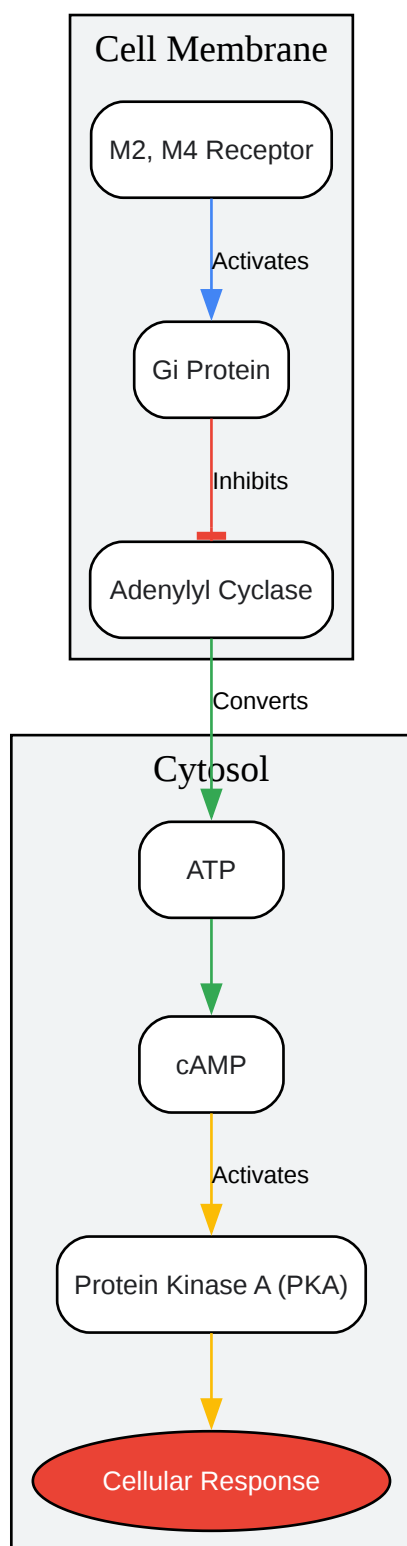 Cell Membrane
M2, M4 Receptor
Activates
Gi Protein
Inhibits
Adenylyl Cyclase
Converts
Cytosol
ATP
cAMP
Activates
Protein Kinase A (PKA)
Cellular Response